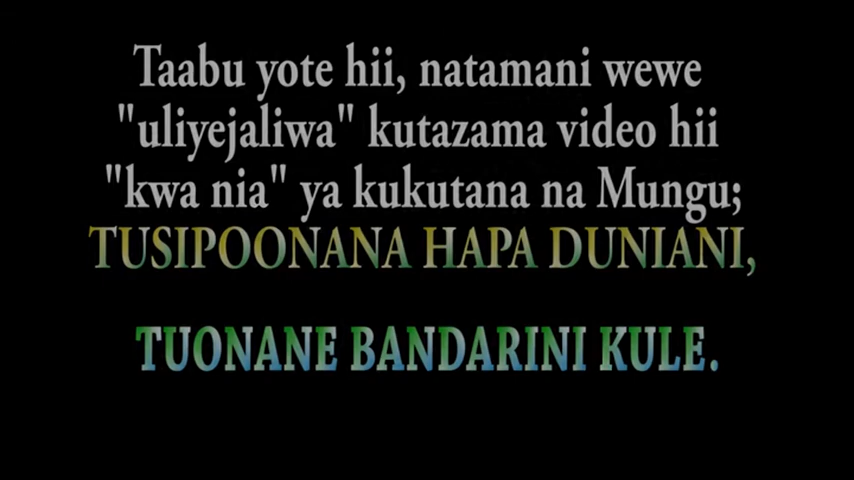 Taabu yote hii, natamani wewe
"uliyejaliwa" kutazama video hii
"kwa nia" ya kukutana na Mungu;
TUSIPOONANA HAPA DUNIANI,
TUONANE BANDARINI KULE.